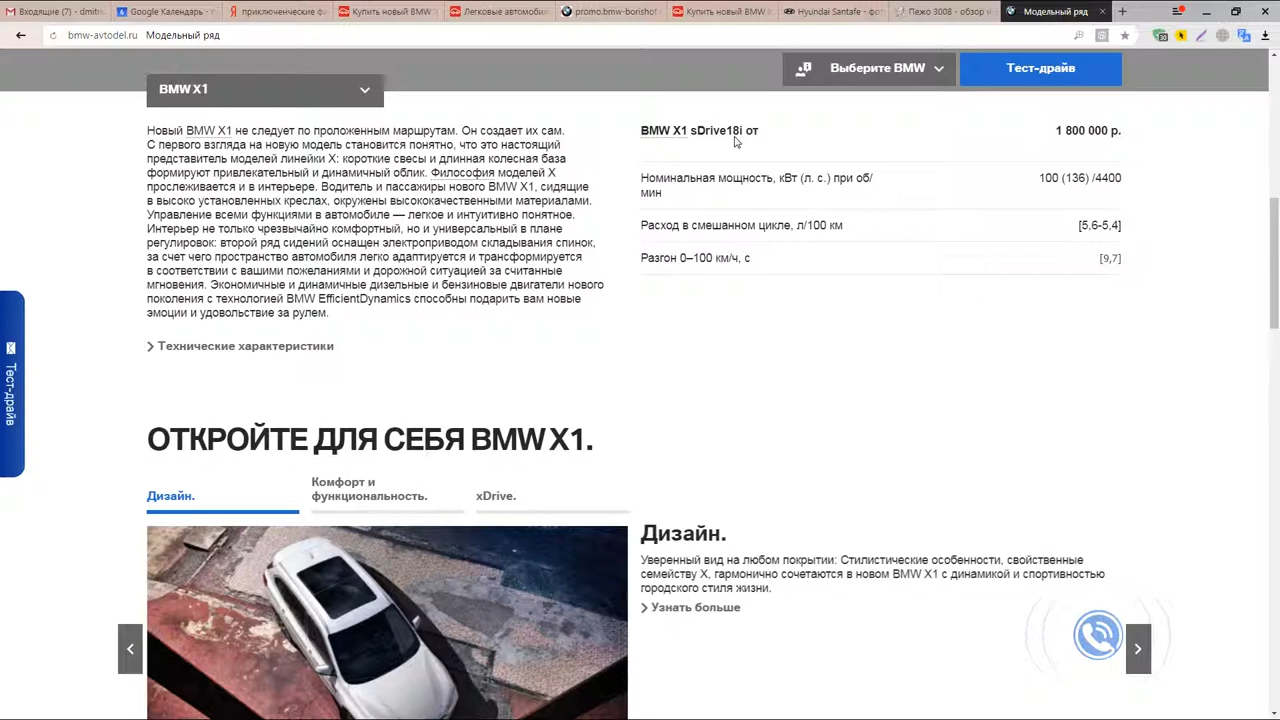 Входящие (7) - dmitri
Google Календарь - г
приключенческие ф
Купить новый BMW
Легковые автомоби
promo.bmw-borishof
Купить новый BMW
Hyundai Santafe - фот
Пежо 3008 - обзор н
Модельный ряд
bmw-avtodel.ru Модельный ряд
30
Выберите BMW
Тест-драйв
BMW X1
Новый BMW X1 не следует по проложенным маршрутам. Он создает их сам.
С первого взгляда на новую модель становится понятно, что это настоящий
представитель моделей линейки X: короткие свесы и длинная колесная база
формируют привлекательный и динамичный облик. Философия моделей X
прослеживается и в интерьере. Водитель и пассажиры нового BMW X1, сидящие
в высоко установленных креслах, окружены высококачественными материалами.
Управление всеми функциями в автомобиле — легкое и интуитивно понятное.
Интерьер не только чрезвычайно комфортный, но и универсальный в плане
регулировок: второй ряд сидений оснащен электроприводом складывания спинок,
за счет чего пространство автомобиля легко адаптируется и трансформируется
в соответствии с вашими пожеланиями и дорожной ситуацией за считанные
мгновения. Экономичные и динамичные дизельные и бензиновые двигатели нового
поколения с технологией BMW EfficientDynamics способны подарить вам новые
эмоции и удовольствие за рулем.
Технические характеристики
BMW X1 sDrive18i от 1 800 000 р.
Номинальная мощность, кВт (л. с.) при об/
мин 100 (136) /4400
Расход в смешанном цикле, л/100 км [5,6-5,4]
Разгон 0–100 км/ч, с [9,7]
Тест-драйв
ОТКРОЙТЕ ДЛЯ СЕБЯ BMW X1.
Дизайн.
Комфорт и
функциональность.
xDrive.
Дизайн.
Уверенный вид на любом покрытии: Стилистические особенности, свойственные
семейству X, гармонично сочетаются в новом BMW X1 с динамикой и спортивностью
городского стиля жизни.
Узнать больше